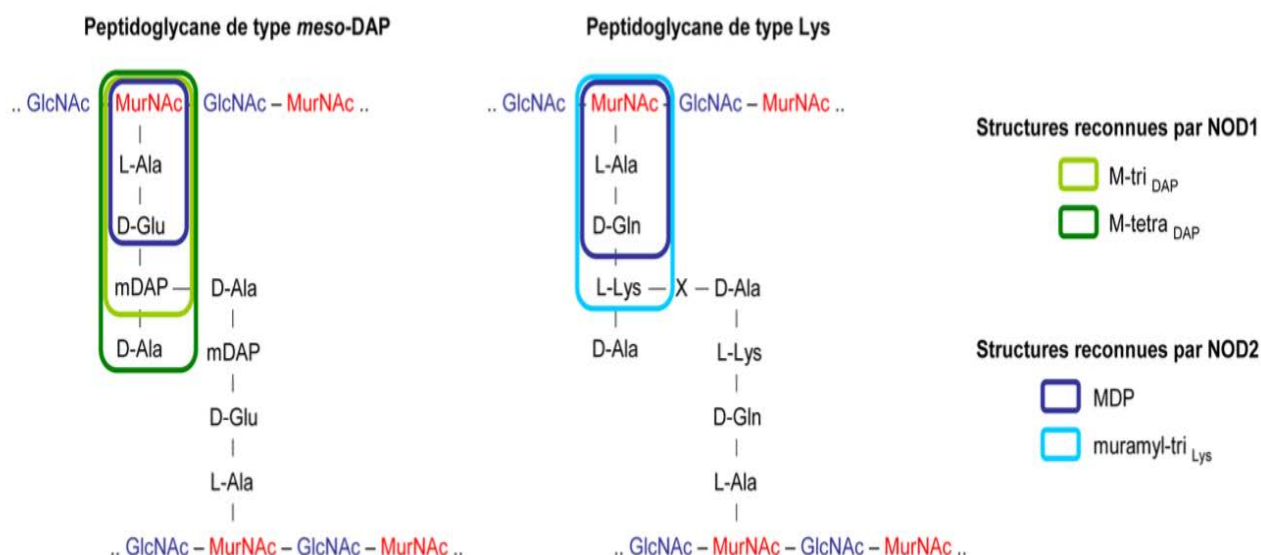 Peptidoglycane de type meso-DAP
.. GlcNAc – MurNAc – GlcNAc – MurNAc ..
L-Ala
D-Glu
mDAP — D-Ala
D-Ala
mDAP
D-Glu
L-Ala
.. GlcNAc – MurNAc – GlcNAc – MurNAc ..
Peptidoglycane de type Lys
.. GlcNAc – MurNAc – GlcNAc – MurNAc ..
L-Ala
D-Gln
L-Lys — X — D-Ala
D-Ala
L-Lys
D-Gln
L-Ala
.. GlcNAc – MurNAc – GlcNAc – MurNAc ..
Structures reconnues par NOD1
M-tri DAP
M-tetra DAP
Structures reconnues par NOD2
MDP
muramyl-tri Lys